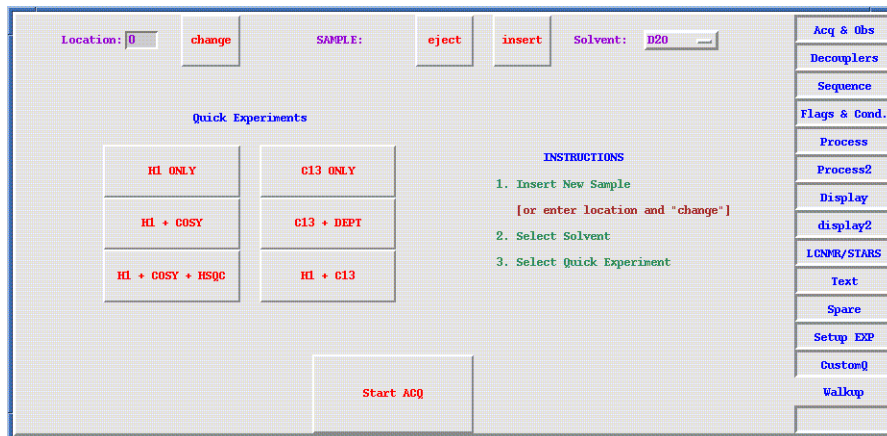 Location: 0 change SAMPLE: eject insert Solvent: D2O
Quick Experiments
H1 ONLY C13 ONLY
H1 + COSY C13 + DEPT
H1 + COSY + HSQC H1 + C13
INSTRUCTIONS
1. Insert New Sample
[or enter location and "change"]
2. Select Solvent
3. Select Quick Experiment
Start ACQ
Acq & Obs
Decouplers
Sequence
Flags & Cond.
Process
Process2
Display
display2
LCNMR/STARS
Text
Spare
Setup EXP
CustomQ
Walkup